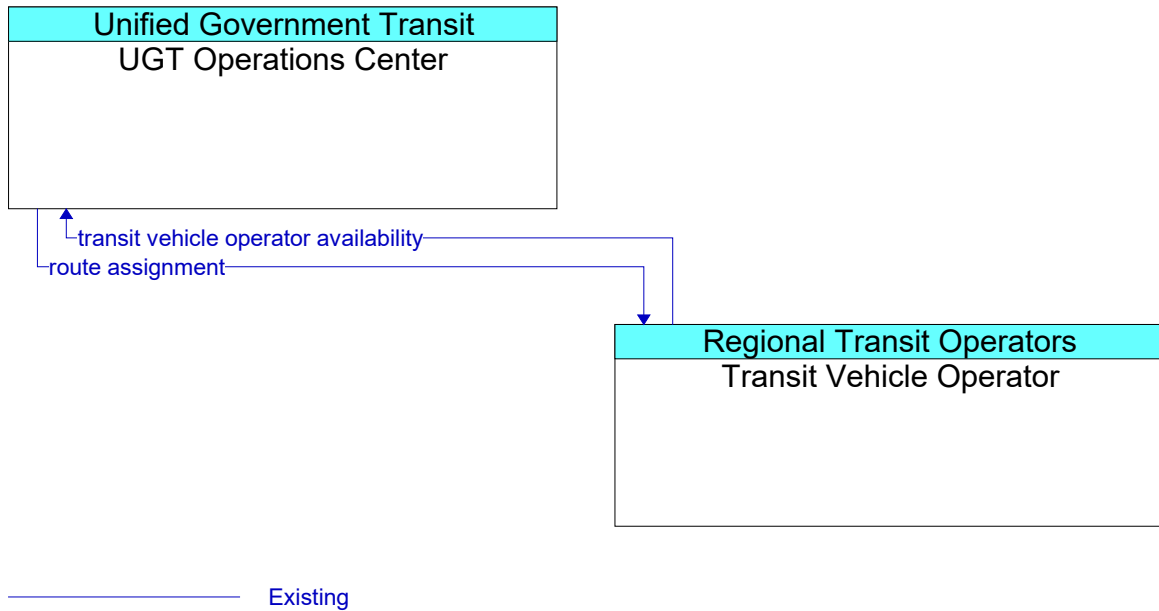 Unified Government Transit
UGT Operations Center
transit vehicle operator availability
route assignment
Regional Transit Operators
Transit Vehicle Operator
Existing